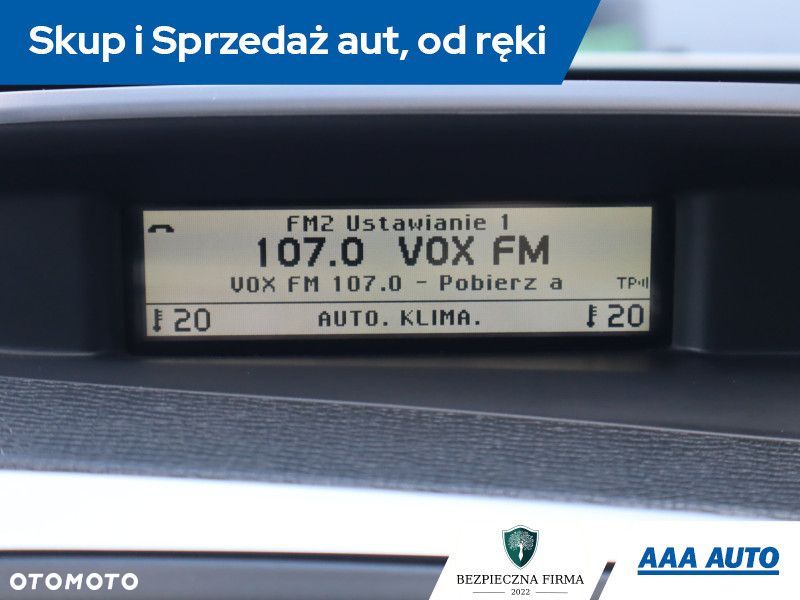 Skup i Sprzedaż aut, od ręki
FM2 Ustawianie 1
107.0 VOX FM
VOX FM 107.0 - Pobierz a
TP
20 AUTO. KLIMA. 20
BEZPIECZNA FIRMA
2022
AAA AUTO
OTOMOTO